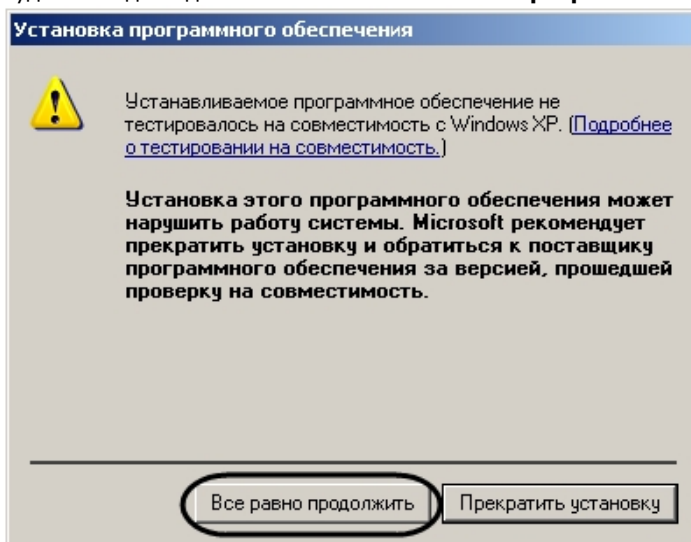 Установка программного обеспечения
Устанавливаемое программное обеспечение не
тестировалось на совместимость с Windows XP. (Подробнее
о тестировании на совместимость.)
Установка этого программного обеспечения может
нарушить работу системы. Microsoft рекомендует
прекратить установку и обратиться к поставщику
программного обеспечения за версией, прошедшей
проверку на совместимость.
Все равно продолжить
Прекратить установку